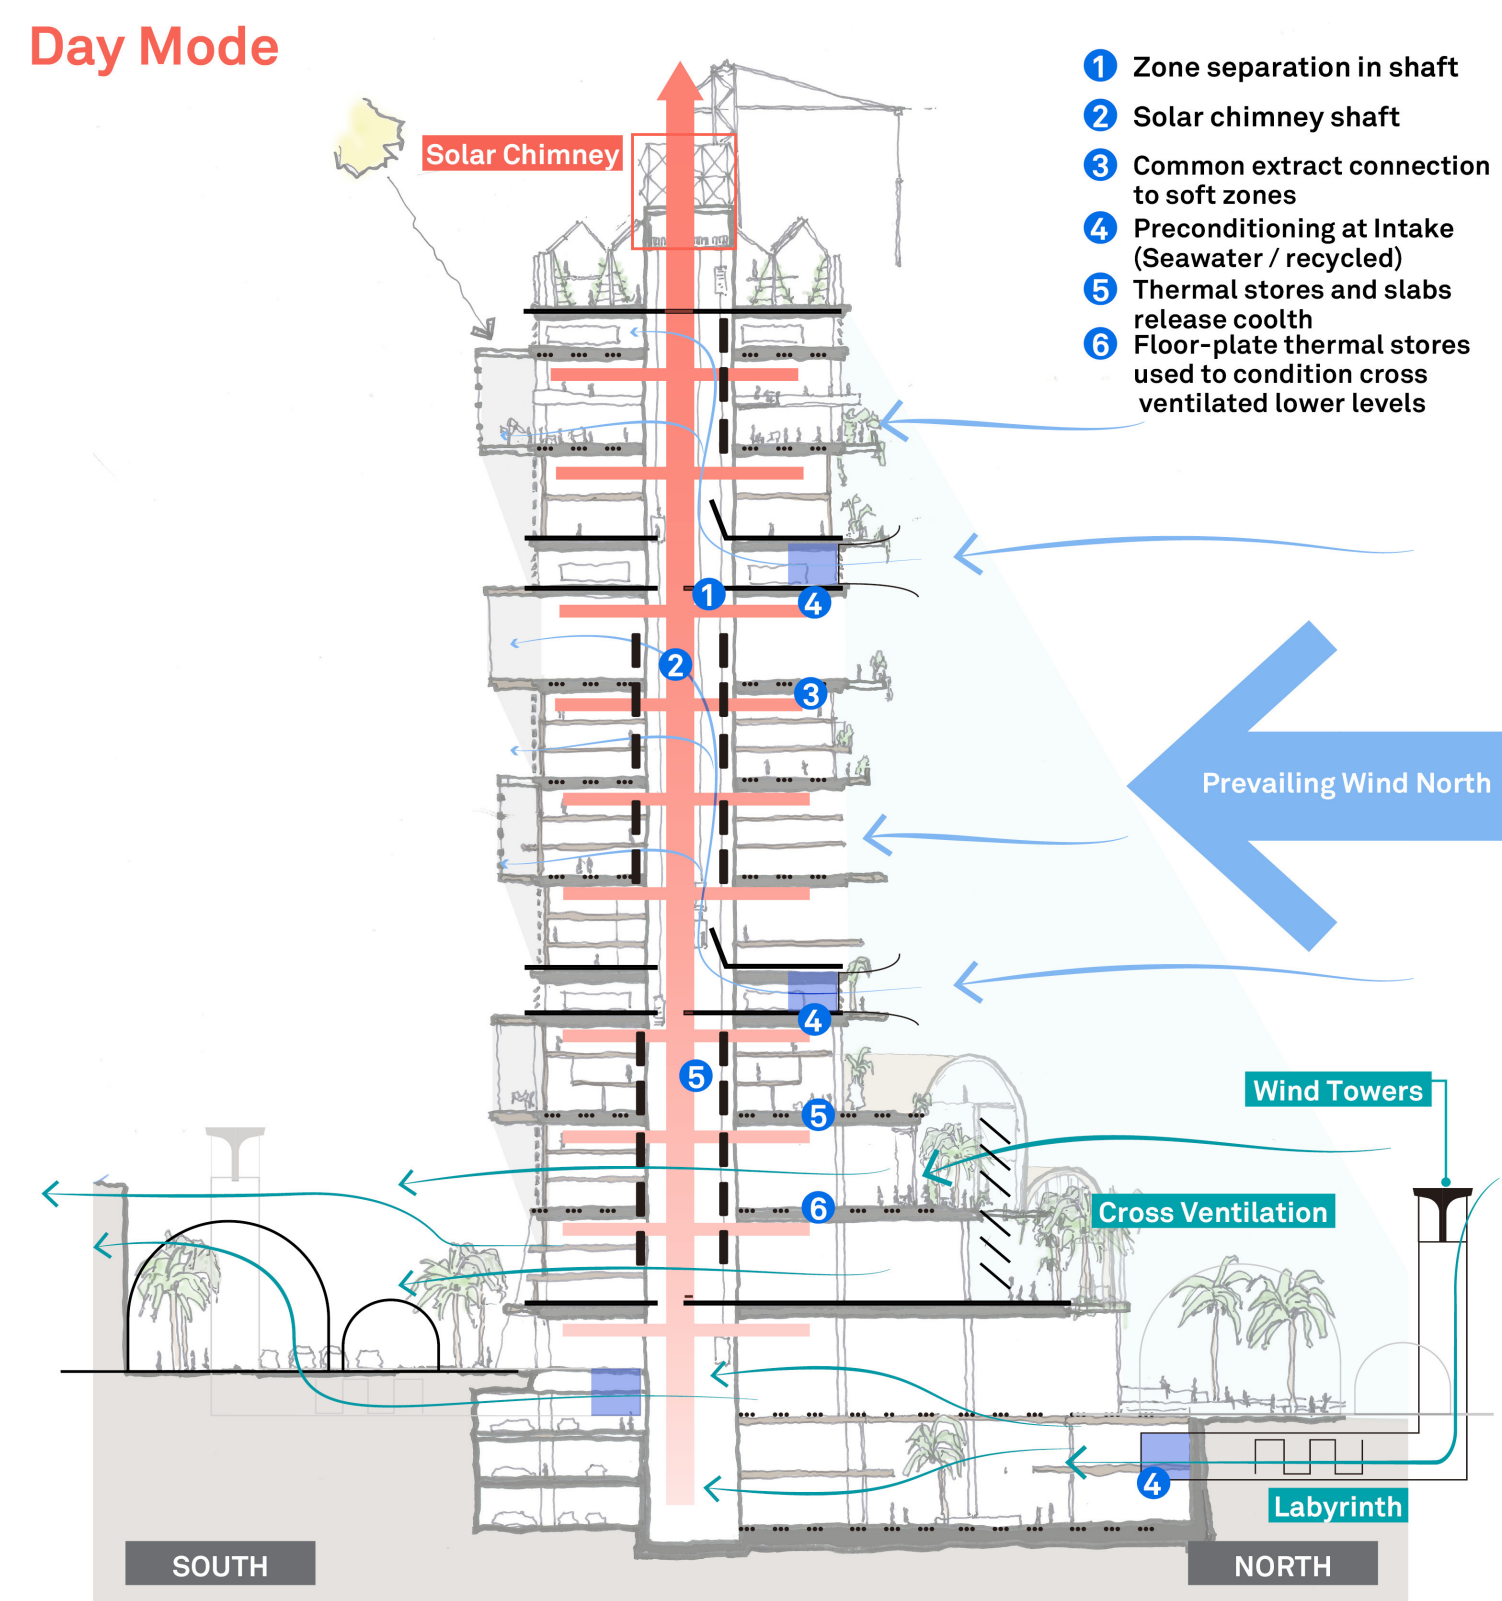 Day Mode
1 Zone separation in shaft
2 Solar chimney shaft
3 Common extract connection
to soft zones
4 Preconditioning at Intake
(Seawater / recycled)
5 Thermal stores and slabs
release coolth
6 Floor-plate thermal stores
used to condition cross
ventilated lower levels
Solar Chimney
1
4
2
3
Prevailing Wind North
4
5
5
Wind Towers
6
Cross Ventilation
4
Labyrinth
SOUTH
NORTH